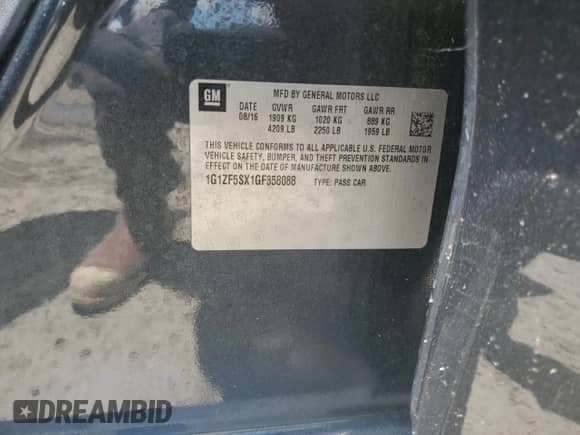 GM
MFD BY GENERAL MOTORS LLC
DATE GVWR GAWR FRT GAWR RR
08/16 1909 KG 1020 KG 889 KG
4209 LB 2250 LB 1959 LB
THIS VEHICLE CONFORMS TO ALL APPLICABLE U.S. FEDERAL MOTOR
VEHICLE SAFETY, BUMPER, AND THEFT PREVENTION STANDARDS IN
EFFECT ON THE DATE OF MANUFACTURE SHOWN ABOVE.
1G1ZF5SX1GF358088 TYPE: PASS CAR
DREAMBID